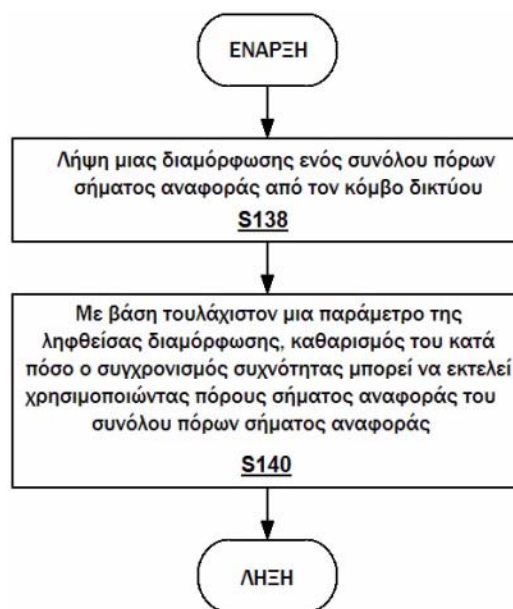 ΕΝΑΡΞΗ
Λήψη μιας διαμόρφωσης ενός συνόλου πόρων
σήματος αναφοράς από τον κόμβο δικτύου
S138
Με βάση τουλάχιστον μια παράμετρο της
ληφθείσας διαμόρφωσης, καθαρισμός του κατά
πόσο ο συγχρονισμός συχνότητας μπορεί να εκτελεί
χρησιμοποιώντας πόρους σήματος αναφοράς του
συνόλου πόρων σήματος αναφοράς
S140
ΛΗΞΗ